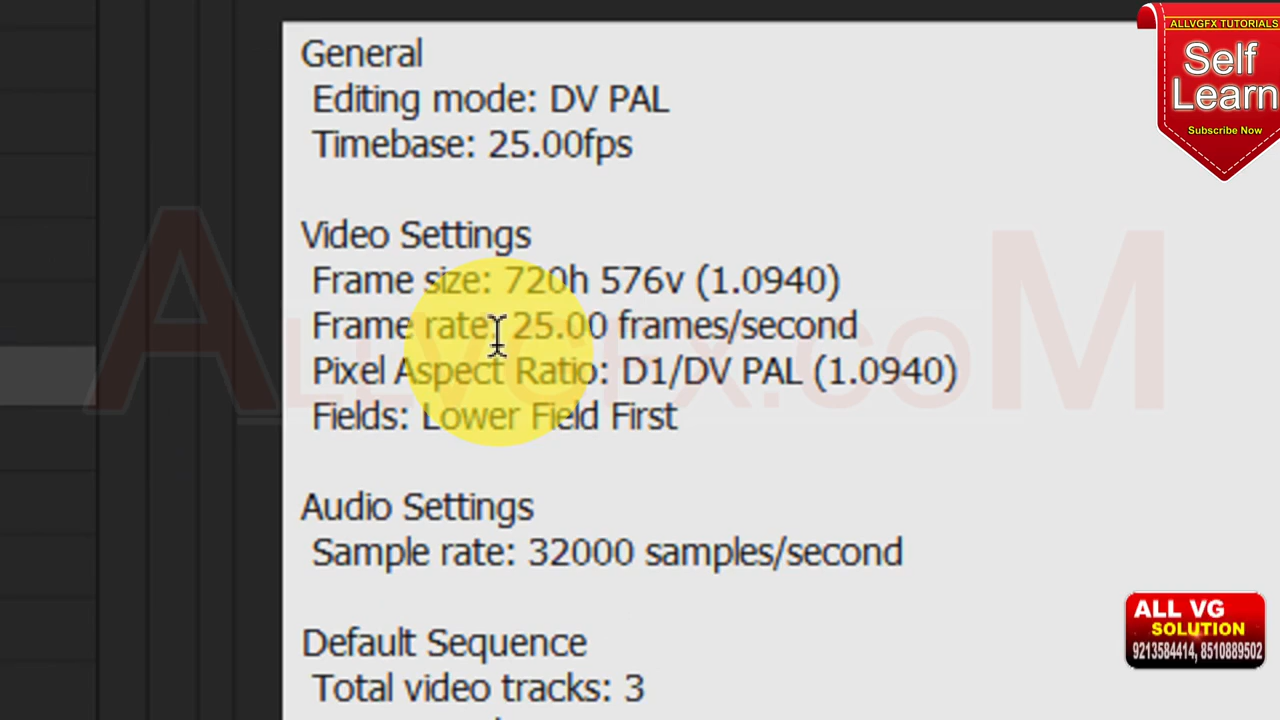 General
Editing mode: DV PAL
Timebase: 25.00fps
Video Settings
Frame size: 720h 576v (1.0940)
Frame rate: 25.00 frames/second
Pixel Aspect Ratio: D1/DV PAL (1.0940)
Fields: Lower Field First
Audio Settings
Sample rate: 32000 samples/second
Default Sequence
Total video tracks: 3
ALLVGFX TUTORIALS
Self
Learn
Subscribe Now
ALLVGFX.COM
ALL VG
SOLUTION
9213584414, 8510889502